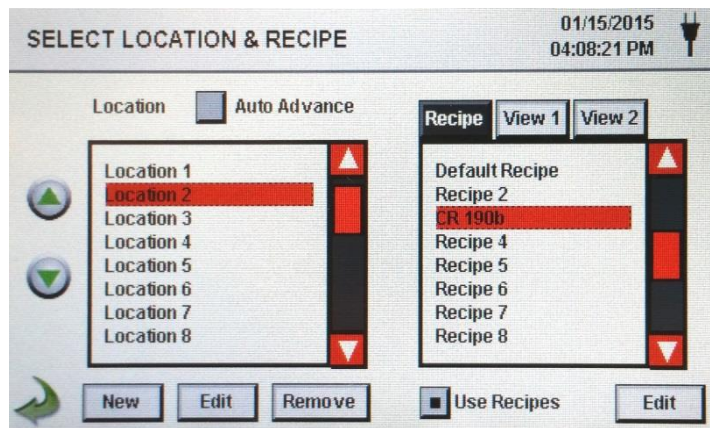 SELECT LOCATION & RECIPE
01/15/2015
04:08:21 PM
Location
Auto Advance
Recipe
View 1
View 2
Location 1
Location 2
Location 3
Location 4
Location 5
Location 6
Location 7
Location 8
Default Recipe
Recipe 2
CR 190b
Recipe 4
Recipe 5
Recipe 6
Recipe 7
Recipe 8
New
Edit
Remove
Use Recipes
Edit